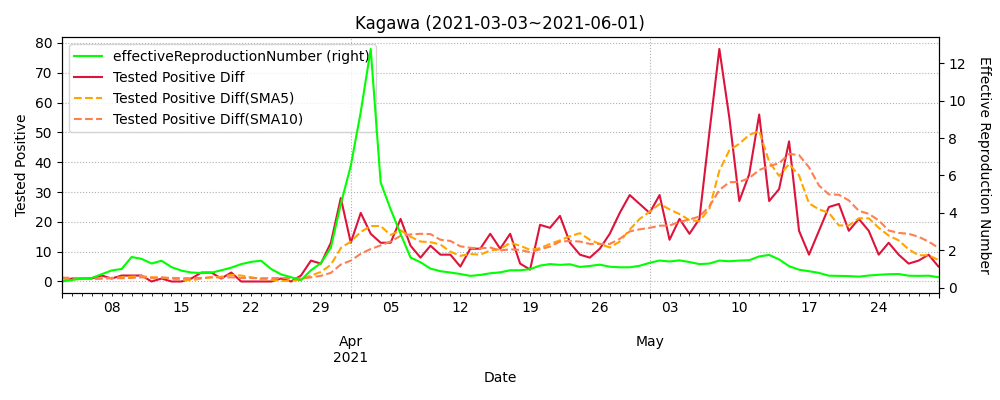 Kagawa (2021-03-03~2021-06-01)
effectiveReproductionNumber (right)
Tested Positive Diff
Tested Positive Diff(SMA5)
Tested Positive Diff(SMA10)
Tested Positive
80
70
60
50
40
30
20
10
0
Effective Reproduction Number
12
10
8
6
4
2
0
08 15 22 29 05 12 19 26 03 10 17 24
Apr May
2021
Date